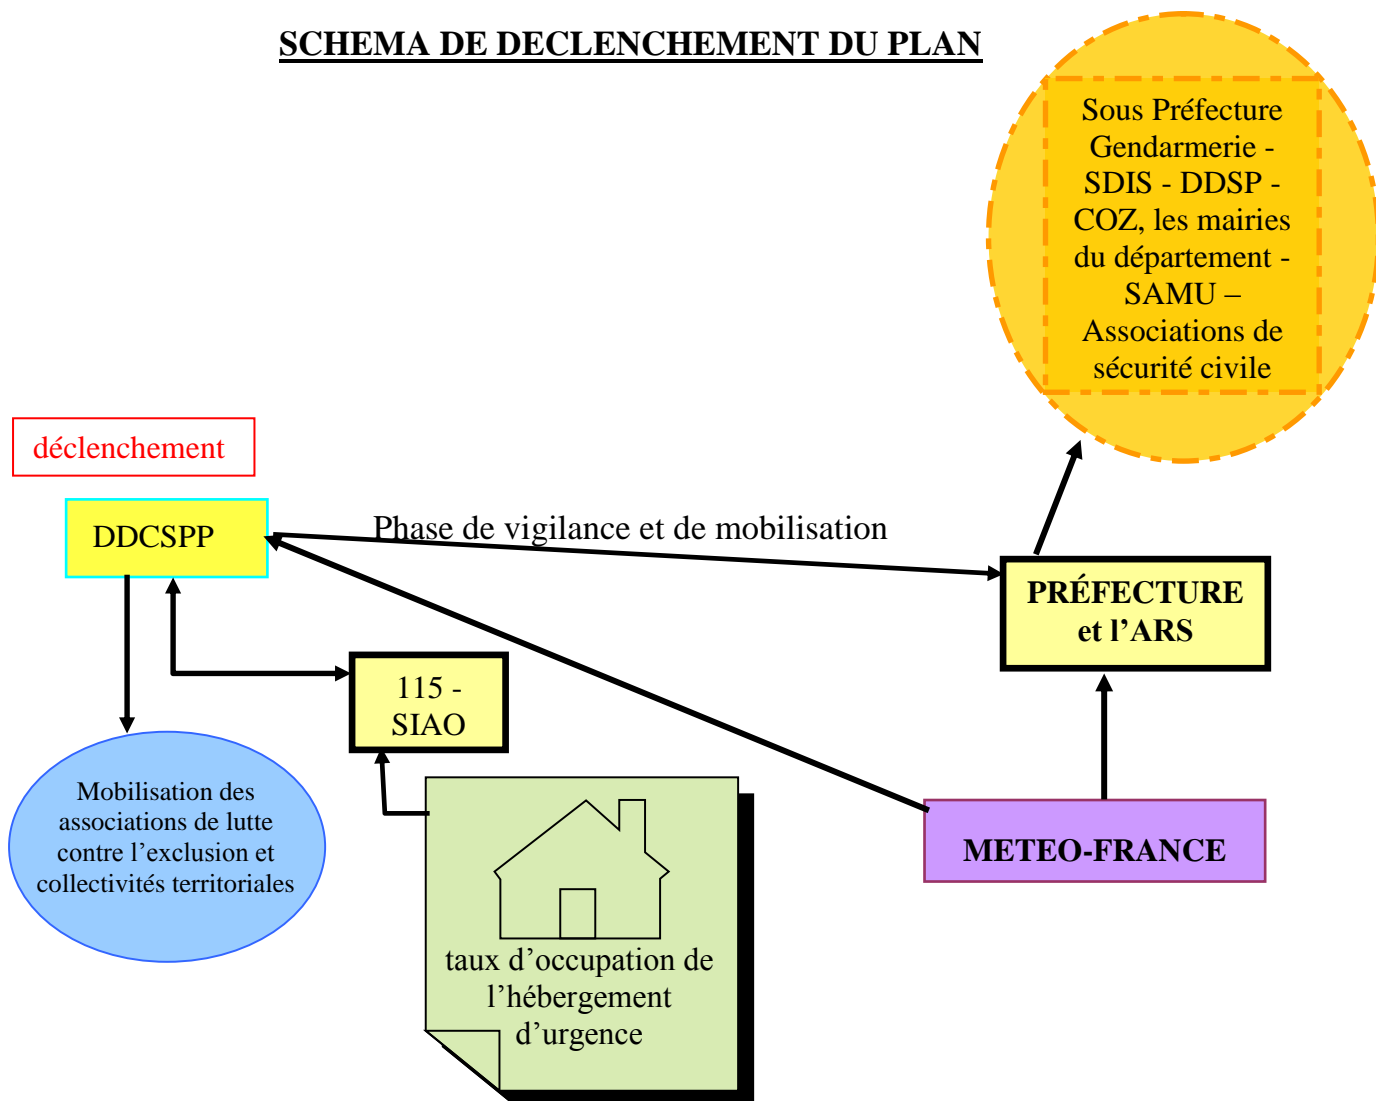 SCHEMA DE DECLENCHEMENT DU PLAN
Sous Préfecture
Gendarmerie -
SDIS - DDSP -
COZ, les mairies
du département -
SAMU –
Associations de
sécurité civile
déclenchement
DDCSPP
Phase de vigilance et de mobilisation
PRÉFECTURE
et l’ARS
115 -
SIAO
Mobilisation des
associations de lutte
contre l’exclusion et
collectivités territoriales
METEO-FRANCE
taux d’occupation de
l’hébergement
d’urgence